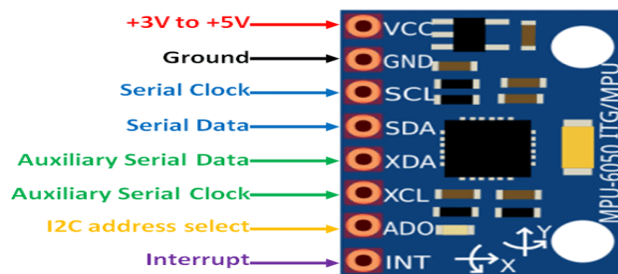 +3V to +5V VCC
Ground GND
Serial Clock SCL
Serial Data SDA
Auxiliary Serial Data XDA
Auxiliary Serial Clock XCL
I2C address select ADO
Interrupt INT
X
Y
MPU-6050 ITG/MPU